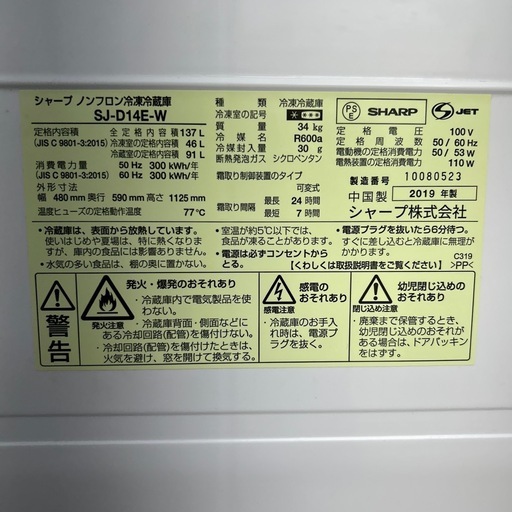 シャープ ノンフロン冷凍冷蔵庫
SJ-D14E-W
定格内容積 全定格内容積 137 L
(JIS C 9801-3:2015) 冷凍室の定格内容積 46 L
冷蔵室の定格内容積 91 L
消費電力量 50 Hz 300 kWh/年
(JIS C 9801-3:2015) 60 Hz 300 kWh/年
外形寸法
幅 480 mm 奥行 590 mm 高さ 1125 mm
温度ヒューズの定格動作温度 77℃
種類 冷凍冷蔵庫
冷凍室の記号
質量 34 kg
冷媒 R600a
冷媒封入量 30 g
断熱発泡ガス シクロペンタン
霜取り制御装置のタイプ
可変式
霜取り間隔 最長 24 時間
最短 7 時間
PS
E
SHARP
S JET
定格電圧 100 V
定格周波数 50 / 60 Hz
電動機の定格消費電力 50 / 53 W
電熱装置の定格消費電力 110 W
製造番号 10080523
中国製 2019 年製
シャープ株式会社
・冷蔵庫は、表面から放熱しています。
使いはじめや夏場は、特に熱くなりま
すが、庫内の食品には影響ありません。
・水気の多い食品は、棚の奥に置かない。
・室温が約5℃以下では、食品
が凍ることがあります。
・電源は必ずコンセントから
とる。
・電源プラグを抜いたら6分待つ。
すぐに差し込むと冷蔵庫に無理が
かかります。
【くわしくは取扱説明書をご覧ください】
C319
>PP<
警告
発火注意
発火・爆発のおそれあり
・冷蔵庫内で電気製品を使
わない。
・冷蔵庫背面・側面などに
ある冷却回路(配管)を傷つけない。
・冷却回路(配管)を傷付けたときは、
火気を避け、窓を開けて換気する。
感電注意
感電の
おそれあり
・冷蔵庫のお手入
れ時は、電源プラ
グを抜く。
閉じ込め注意
幼児閉じ込めの
おそれあり
・廃棄まで保管するとき、
幼児閉じ込めのおそれが
ある場合は、ドアパッキン
をはずす。